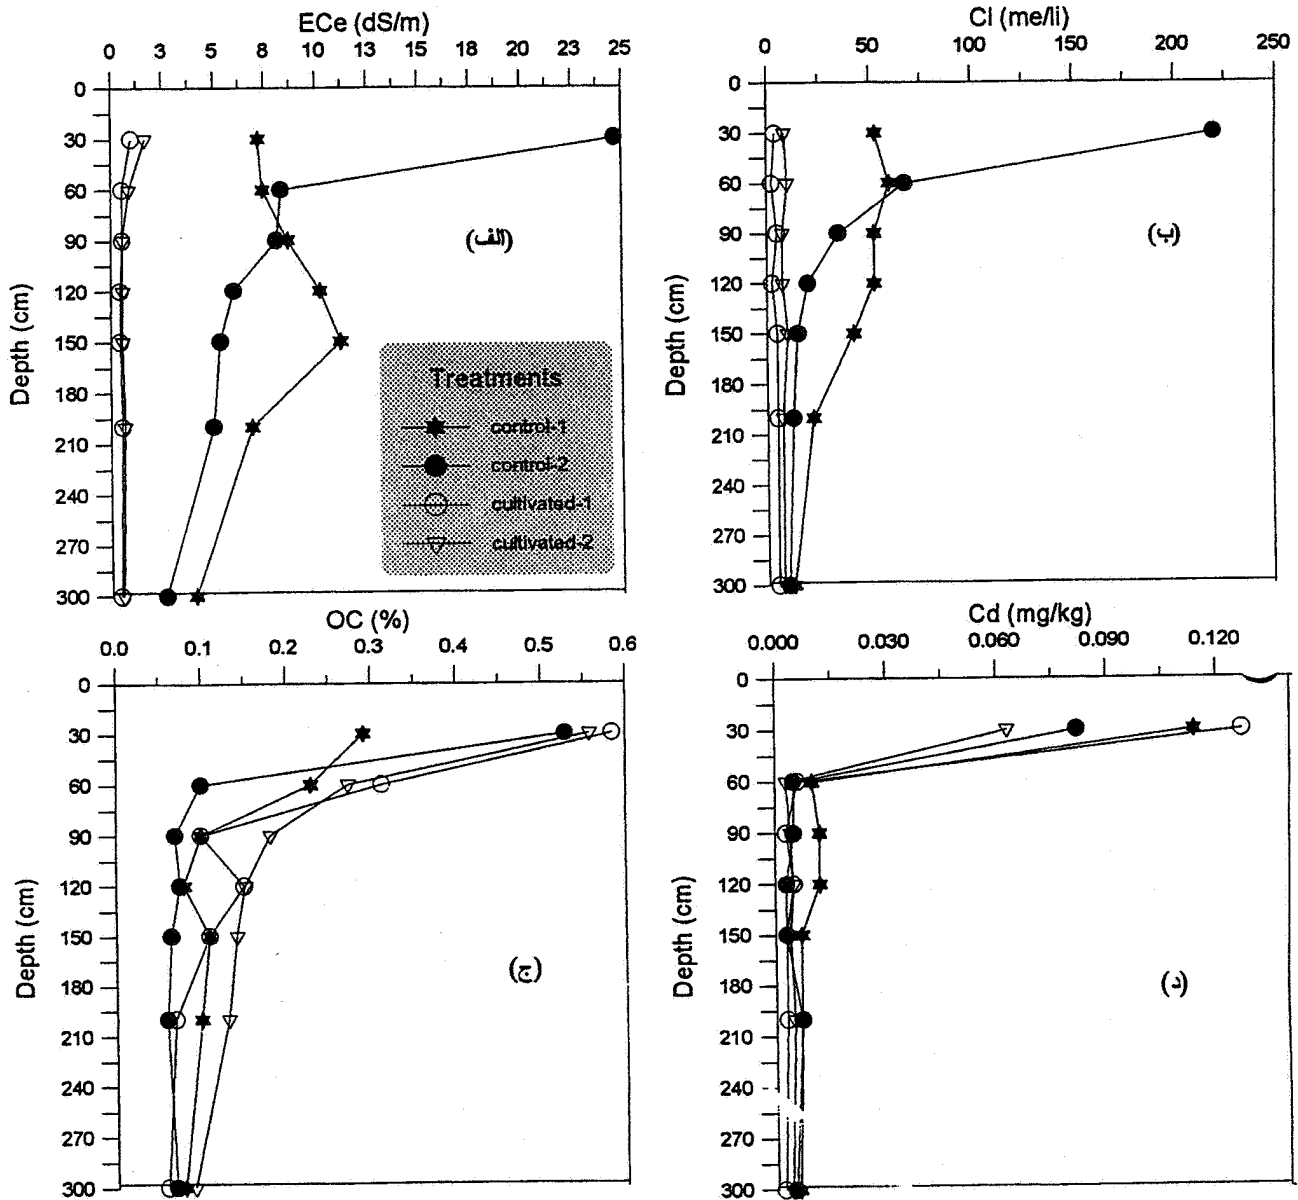 ECe (dS/m)
0 3 5 8 10 13 15 18 20 23 25
0
30
60
90
120
150
180
210
240
270
300
Depth (cm)
(الف)
Treatments
control-1
control-2
cultivated-1
cultivated-2
Cl (me/li)
0 50 100 150 200 250
0
30
60
90
120
150
180
210
240
270
300
Depth (cm)
(ب)
OC (%)
0.0 0.1 0.2 0.3 0.4 0.5 0.6
0
30
60
90
120
150
180
210
240
270
300
Depth (cm)
(ج)
Cd (mg/kg)
0.000 0.030 0.060 0.090 0.120
0
30
60
90
120
150
180
210
240
270
300
Depth (cm)
(د)